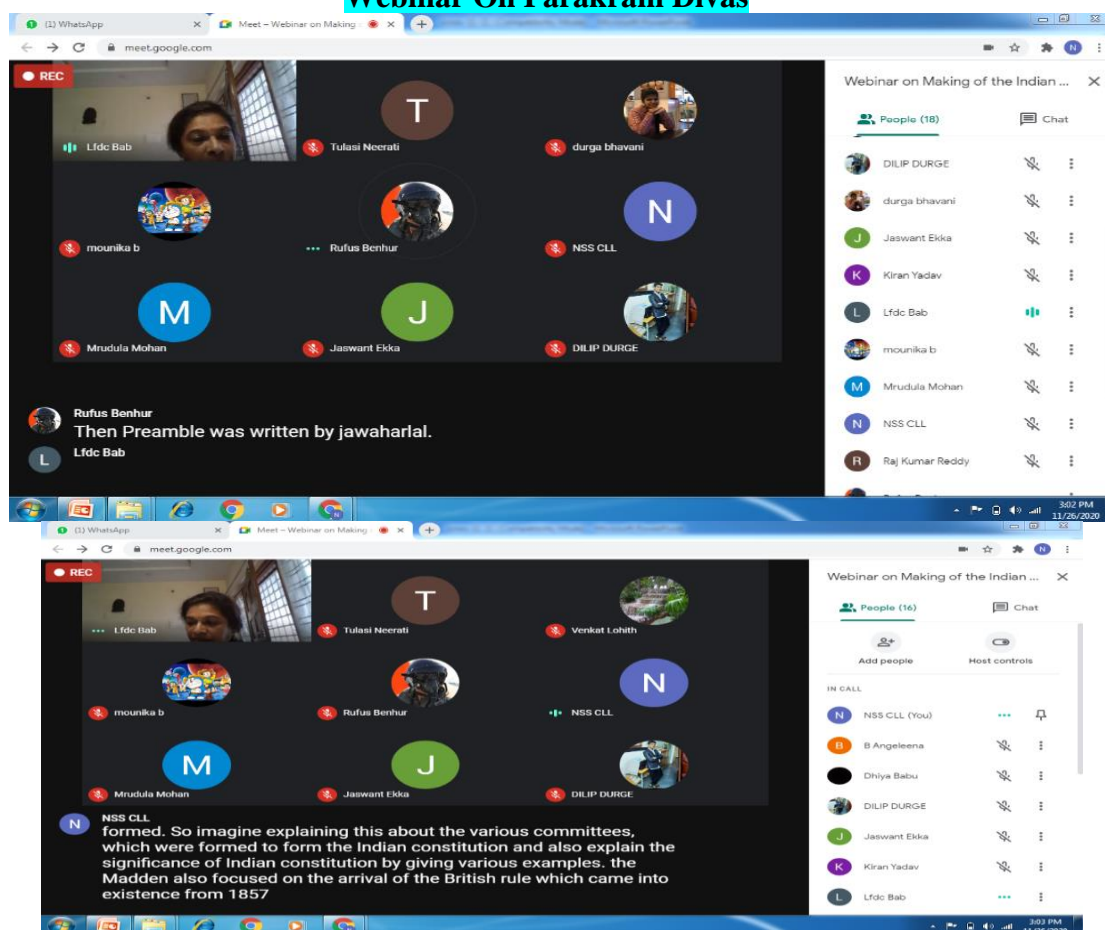 Webinar On Parakram Divas
(1) WhatsApp
Meet – Webinar on Making
meet.google.com
REC
Lfdc Bab
Tulasi Neerati
durga bhavani
mounika b
Rufus Benhur
N
NSS CLL
T
M
Mrudula Mohan
J
Jaswant Ekka
DILIP DURGE
Rufus Benhur
Then Preamble was written by jawaharlal.
L
Lfdc Bab
Webinar on Making of the Indian ...
People (18)
Chat
DILIP DURGE
durga bhavani
J Jaswant Ekka
K Kiran Yadav
L Lfdc Bab
mounika b
M Mrudula Mohan
N NSS CLL
R Raj Kumar Reddy
3:02 PM
11/26/2020
(1) WhatsApp
Meet – Webinar on Making
meet.google.com
N
REC
Lfdc Bab
T
Tulasi Neerati
Venkat Lohith
mounika b
Rufus Benhur
N
NSS CLL
M
Mrudula Mohan
J
Jaswant Ekka
DILIP DURGE
N
NSS CLL
formed. So imagine explaining this about the various committees,
which were formed to form the Indian constitution and also explain the
significance of Indian constitution by giving various examples. the
Madden also focused on the arrival of the British rule which came into
existence from 1857
Webinar on Making of the Indian ...
People (16)
Chat
Add people
Host controls
IN CALL
N NSS CLL (You)
B B Angeleena
Dhiya Babu
DILIP DURGE
J Jaswant Ekka
K Kiran Yadav
L Lfdc Bab
3:03 PM